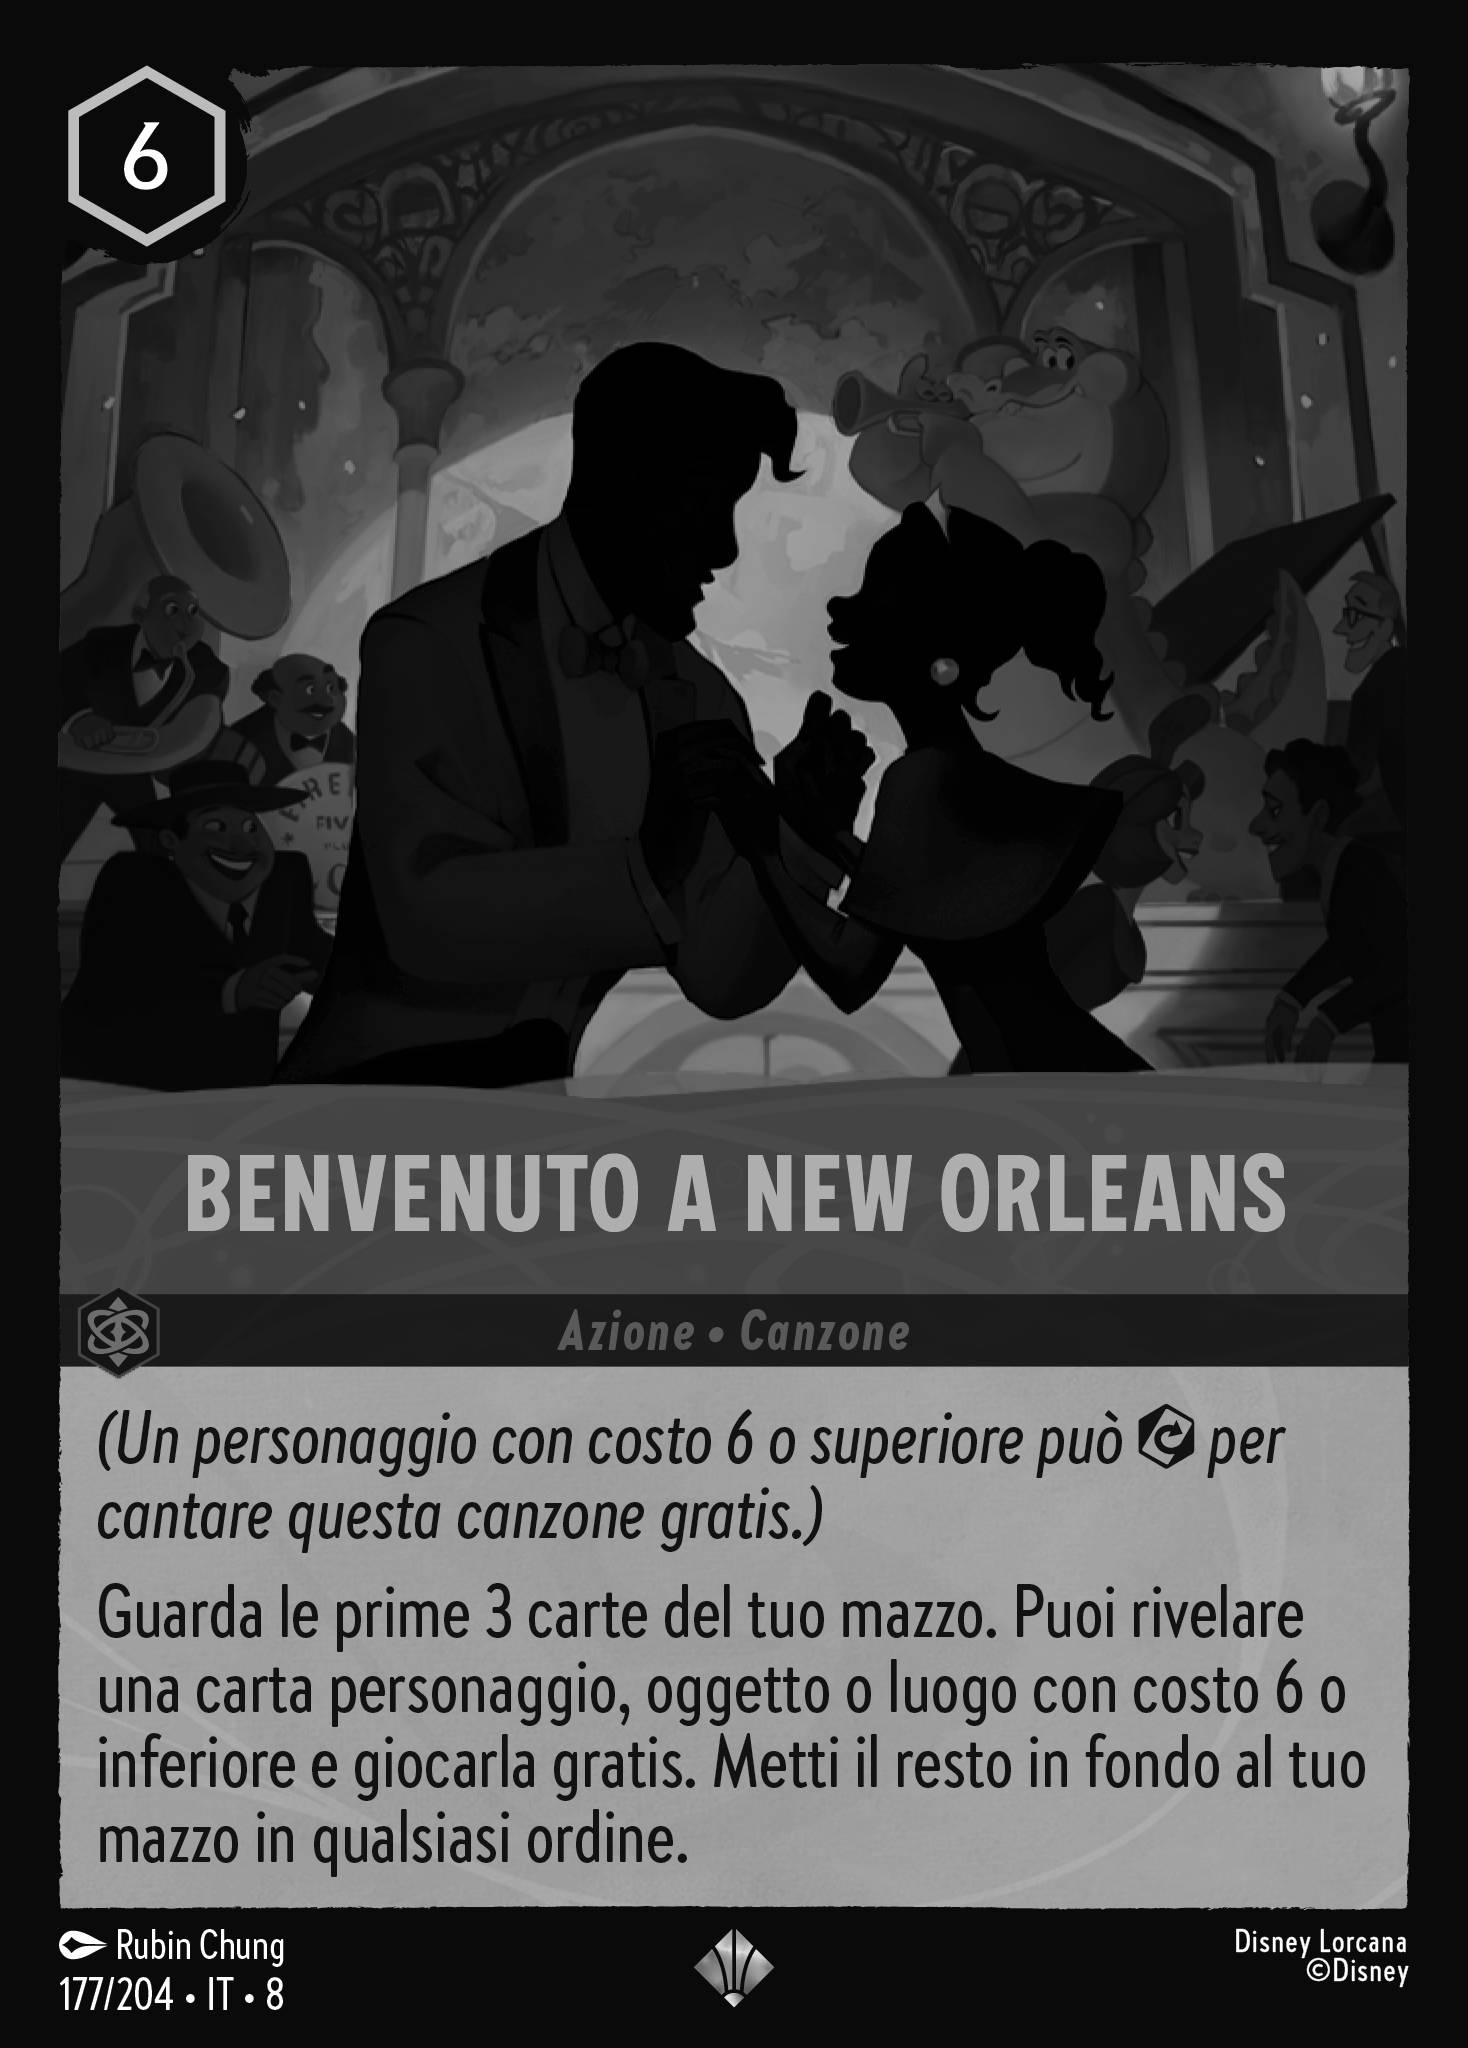 6
BENVENUTO A NEW ORLEANS
Azione • Canzone
(Un personaggio con costo 6 o superiore può per
cantare questa canzone gratis.)
Guarda le prime 3 carte del tuo mazzo. Puoi rivelare
una carta personaggio, oggetto o luogo con costo 6 o
inferiore e giocarla gratis. Metti il resto in fondo al tuo
mazzo in qualsiasi ordine.
Rubin Chung
177/204 • IT • 8
Disney Lorcana
©Disney